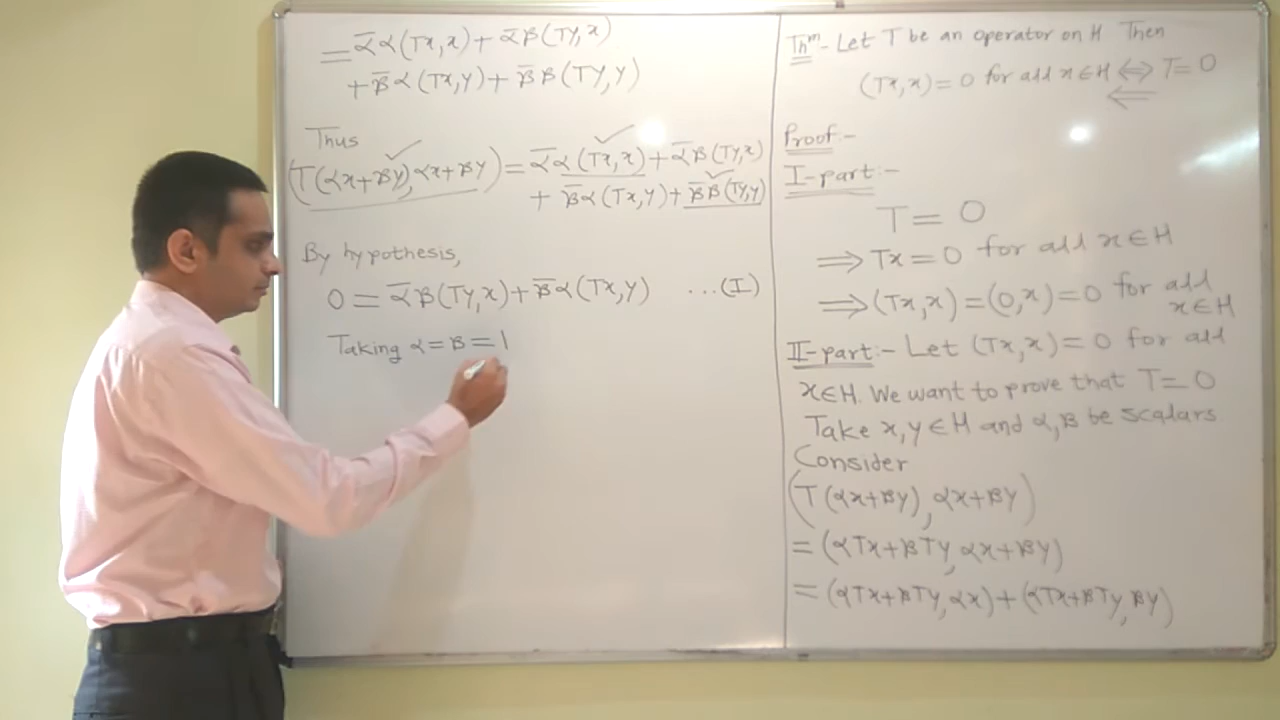 Thm- Let T be an operator on H Then
(Tx,x)=0 for all x∈H ⟺ T=0
⟸
Proof:-
I-part:-
T=0
⟹Tx=0 for all x∈H
⟹(Tx,x)=(0,x)=0 for all
x∈H
II-part:- Let (Tx,x)=0 for all
x∈H. We want to prove that T=0
Take x,y∈H and α,β be scalars.
Consider
(T(αx+βy),αx+βy)
=(αTx+βTy,αx+βy)
=(αTx+βTy,αx)+(αTx+βTy,βy)
=ᾱα(Tx,x)+ᾱβ(Ty,x)
+β̄α(Tx,y)+β̄β(Ty,y)
Thus
(T(αx+βy),αx+βy)=ᾱα(Tx,x)+ᾱβ(Ty,x)
+β̄α(Tx,y)+β̄β(Ty,y)
By hypothesis,
0=ᾱβ(Ty,x)+β̄α(Tx,y) ...(I)
Taking α=β=1